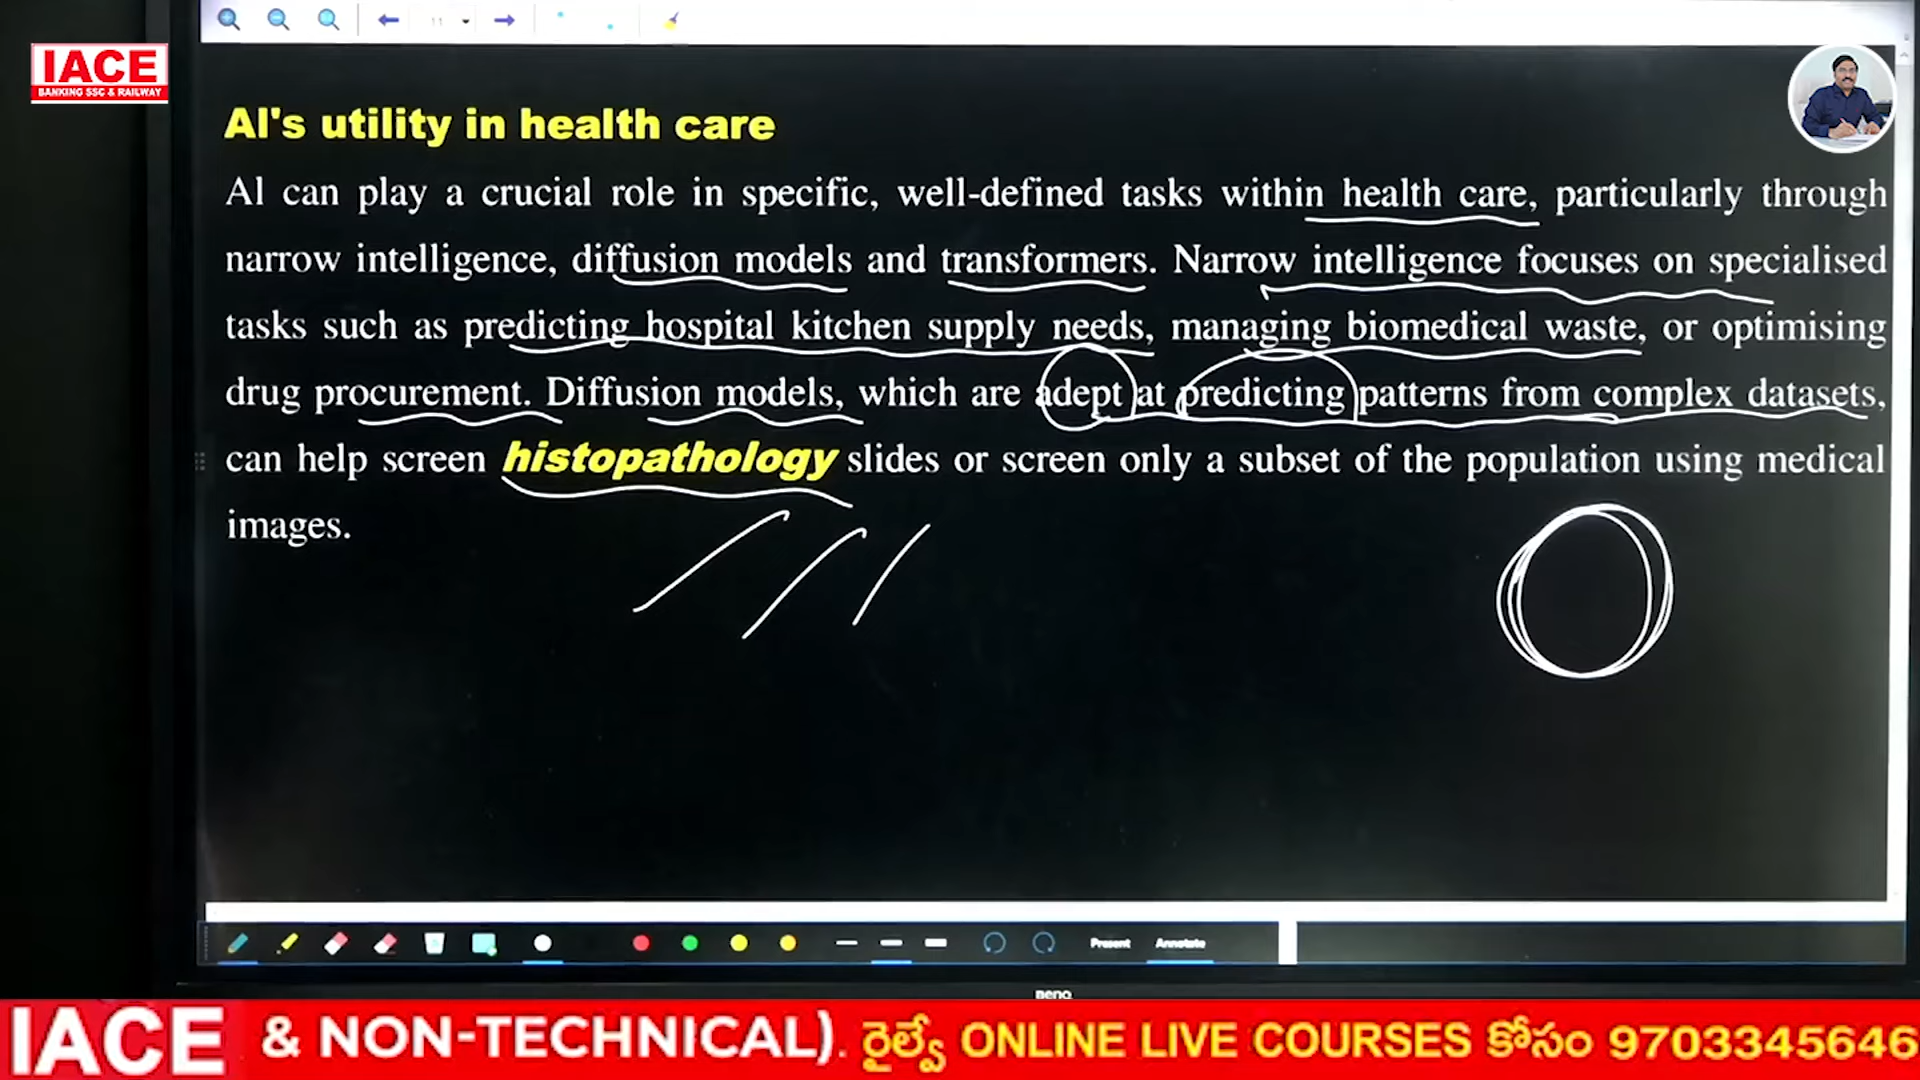 IACE
BANKING SSC & RAILWAY
11
AI's utility in health care
AI can play a crucial role in specific, well-defined tasks within health care, particularly through
narrow intelligence, diffusion models and transformers. Narrow intelligence focuses on specialised
tasks such as predicting hospital kitchen supply needs, managing biomedical waste, or optimising
drug procurement. Diffusion models, which are adept at predicting patterns from complex datasets,
can help screen histopathology slides or screen only a subset of the population using medical
images.
Present Annotate
BenQ
IACE & NON-TECHNICAL). రైల్వే ONLINE LIVE COURSES కోసం 9703345646